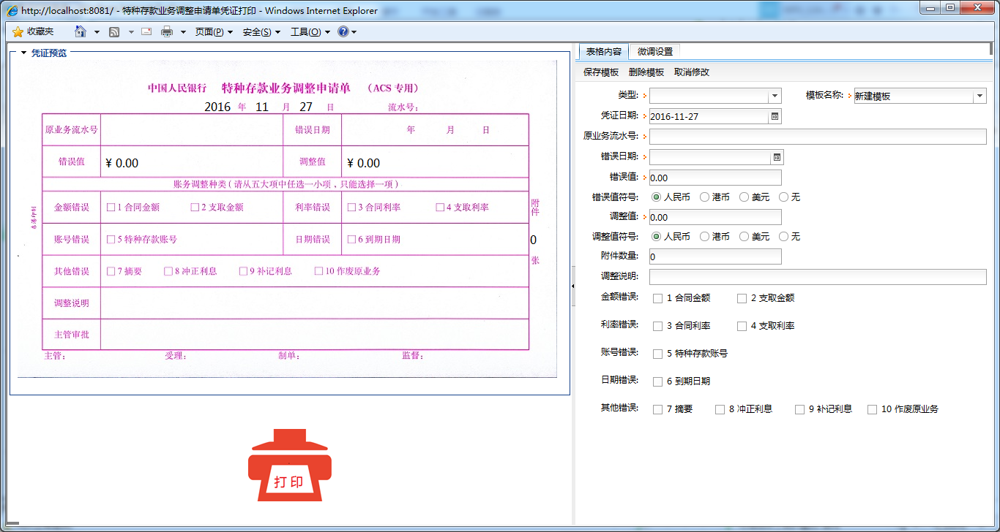 http://localhost:8081/ - 特种存款业务调整申请单凭证打印 - Windows Internet Explorer
收藏夹 页面(P) 安全(S) 工具(O)
凭证预览
中国人民银行 特种存款业务调整申请单 （ACS 专用）
2016 年 11 月 27 日 流水号：
原业务流水号 错误日期 年 月 日
错误值 ¥ 0.00 调整值 ¥ 0.00
账务调整种类（请从五大项中任选一小项，只能选择一项）
金额错误 1 合同金额 2 支取金额 利率错误 3 合同利率 4 支取利率
账号错误 5 特种存款账号 日期错误 6 到期日期
其他错误 7 摘要 8 冲正利息 9 补记利息 10 作废原业务
调整说明
主管审批
附件
0
张
主管： 受理： 制单： 监督：
打印
表格内容 微调设置
保存模板 删除模板 取消修改
类型: 模板名称: 新建模板
凭证日期: 2016-11-27
原业务流水号:
错误日期:
错误值: 0.00
错误值符号: 人民币 港币 美元 无
调整值: 0.00
调整值符号: 人民币 港币 美元 无
附件数量: 0
调整说明:
金额错误: 1 合同金额 2 支取金额
利率错误: 3 合同利率 4 支取利率
账号错误: 5 特种存款账号
日期错误: 6 到期日期
其他错误: 7 摘要 8 冲正利息 9 补记利息 10 作废原业务